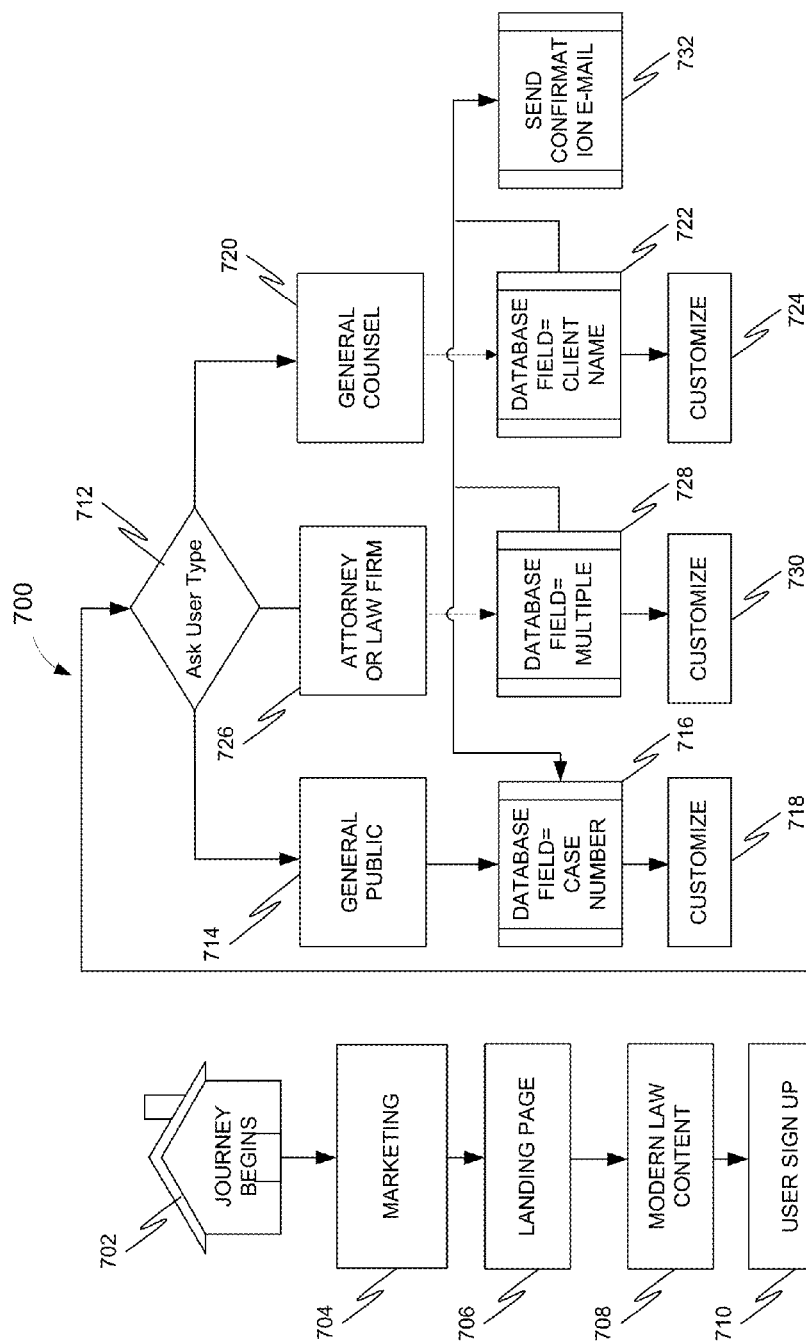 700
702
JOURNEY
BEGINS
704
MARKETING
706
LANDING PAGE
708
MODERN LAW
CONTENT
710
USER SIGN UP
712
Ask User Type
714
GENERAL
PUBLIC
716
DATABASE
FIELD=
CASE
NUMBER
718
CUSTOMIZE
726
ATTORNEY
OR LAW FIRM
728
DATABASE
FIELD=
MULTIPLE
730
CUSTOMIZE
720
GENERAL
COUNSEL
722
DATABASE
FIELD=
CLIENT
NAME
724
CUSTOMIZE
SEND
CONFIRMAT
ION E-MAIL
732